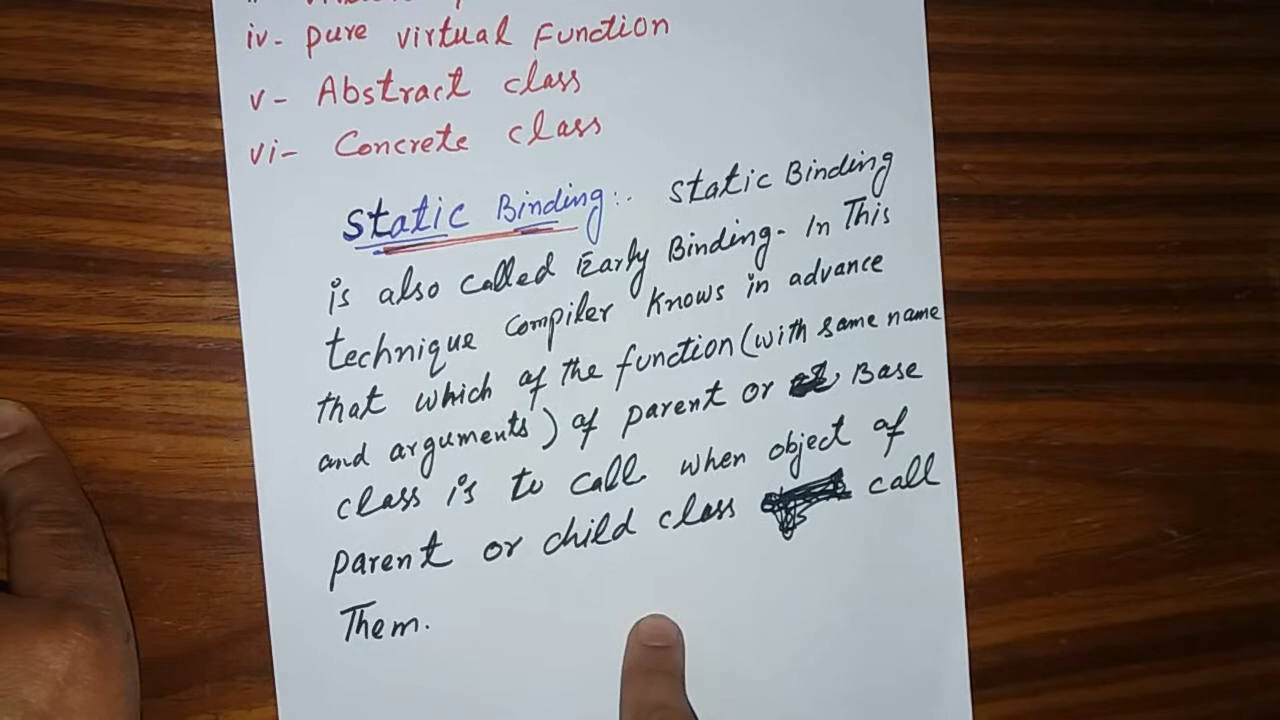 iv- pure virtual Function
v- Abstract class
vi- Concrete class
Static Binding:. Static Binding
is also called Early Binding. In This
technique compiler knows in advance
that which of the function (with same name
and arguments) of parent or Base
class is to call when object of
parent or child class call
Them.